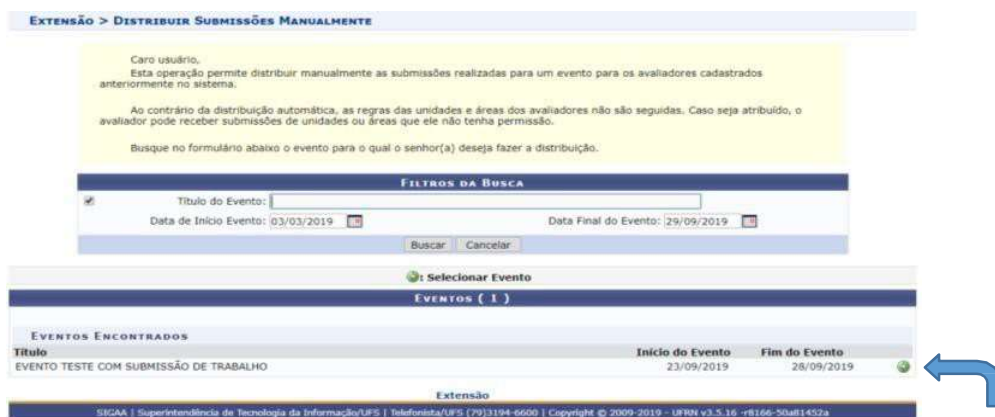 EXTENSÃO > DISTRIBUIR SUBMISSÕES MANUALMENTE
Caro usuário,
Esta operação permite distribuir manualmente as submissões realizadas para um evento para os avaliadores cadastrados
anteriormente no sistema.
Ao contrário da distribuição automática, as regras das unidades e áreas dos avaliadores não são seguidas. Caso seja atribuído, o
avaliador pode receber submissões de unidades ou áreas que ele não tenha permissão.
Busque no formulário abaixo o evento para o qual o senhor(a) deseja fazer a distribuição.
FILTROS DA BUSCA
Título do Evento:
Data de Início Evento: 03/03/2019 Data Final do Evento: 29/09/2019
Buscar Cancelar
: Selecionar Evento
EVENTOS ( 1 )
EVENTOS ENCONTRADOS
Título Início do Evento Fim do Evento
EVENTO TESTE COM SUBMISSÃO DE TRABALHO 23/09/2019 28/09/2019
Extensão
SIGAA | Superintendência de Tecnologia da Informação/UFS | Telefonista/UFS (79)3194-6600 | Copyright © 2009-2019 - UFRN v3.5.16 -r8166-50a81452a